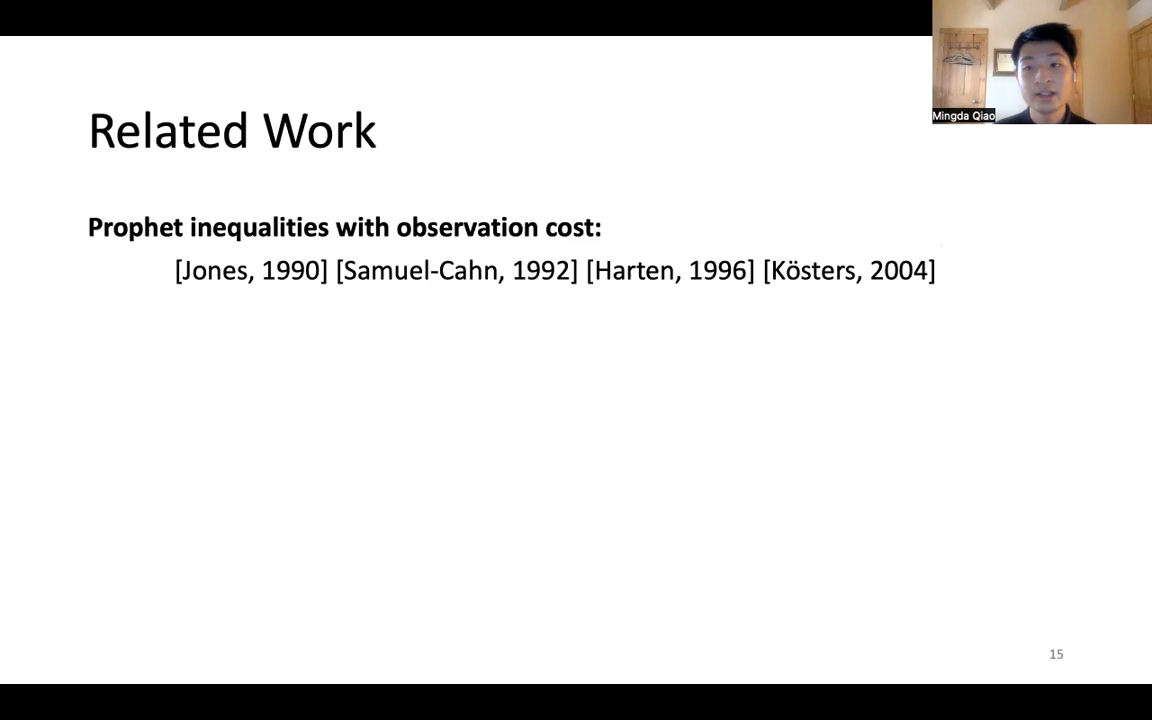 Mingda Qiao
Related Work
Prophet inequalities with observation cost:
[Jones, 1990] [Samuel-Cahn, 1992] [Harten, 1996] [Kösters, 2004]
15